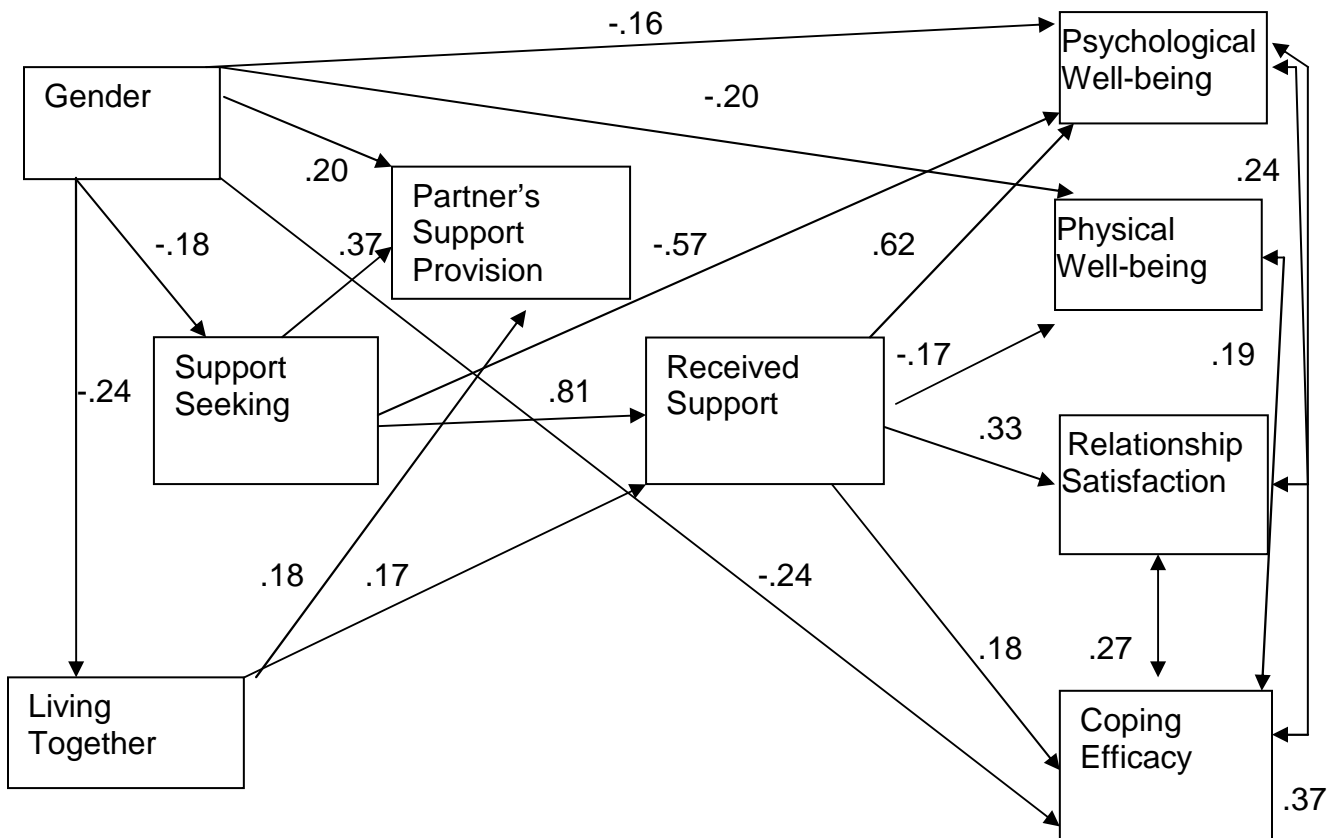 -.16
Psychological
Well-being
Gender
-.20
.20
.24
Partner's
Support
Provision
-.18
.37
-.57
.62
Physical
Well-being
Support
Seeking
-.24
.81
Received
Support
-.17
.19
.33
Relationship
Satisfaction
.18
.17
-.24
.18
.27
Living
Together
Coping
Efficacy
.37